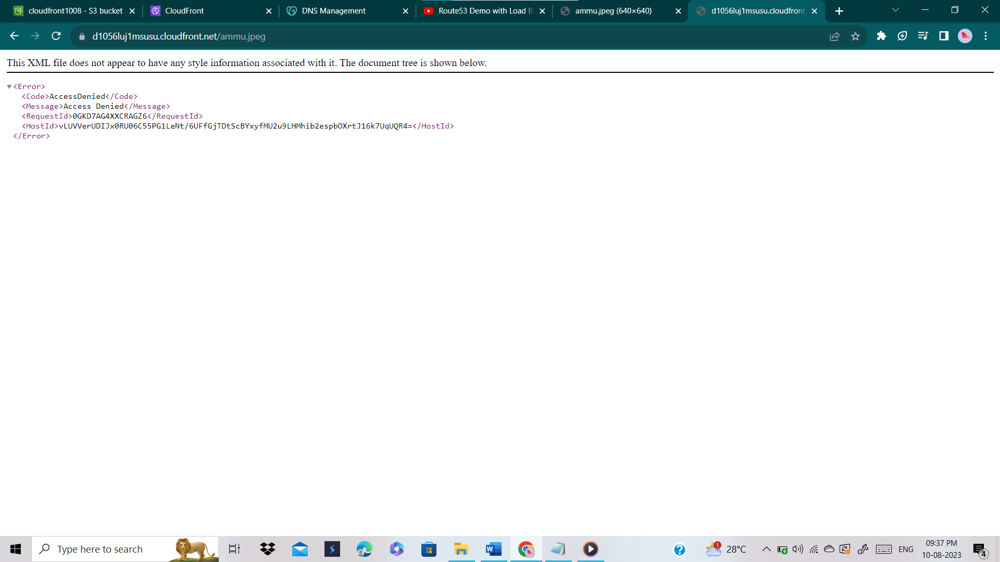 cloudfront1008 - S3 bucket
CloudFront
DNS Management
Route53 Demo with Load B
ammu.jpeg (640×640)
d1056luj1msusu.cloudfront
d1056luj1msusu.cloudfront.net/ammu.jpeg
This XML file does not appear to have any style information associated with it. The document tree is shown below.
▼<Error>
<Code>AccessDenied</Code>
<Message>Access Denied</Message>
<RequestId>0GKD7AG4XXCRAGZ6</RequestId>
<HostId>vLUVVerUDIJx0RU06C55PG1LeNt/6UFfGjTDtScBYxyfMU2u9LHMhib2espbOXrtJ16k7UqUQR4=</HostId>
</Error>
Type here to search
1
28°C
ENG
09:37 PM
10-08-2023
4